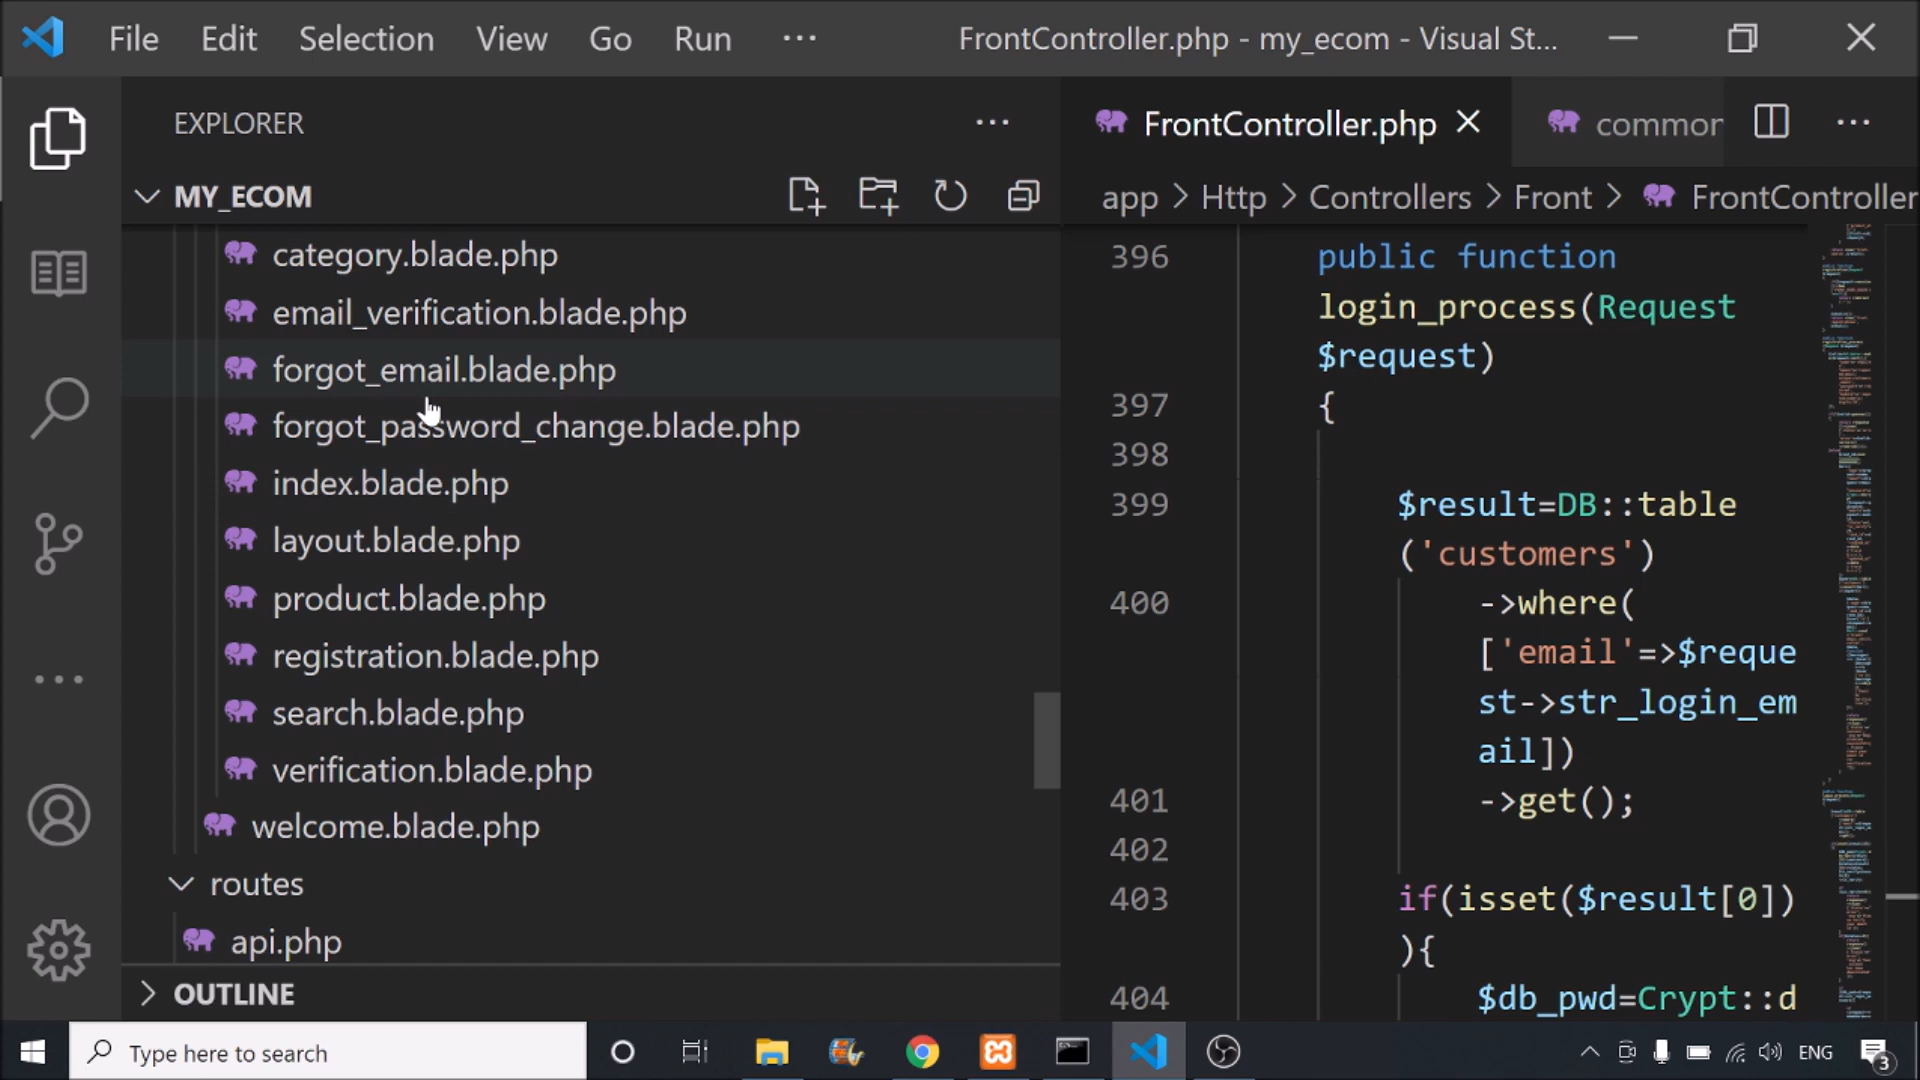 File Edit Selection View Go Run ··· FrontController.php - my_ecom - Visual St...
EXPLORER
MY_ECOM
category.blade.php
email_verification.blade.php
forgot_email.blade.php
forgot_password_change.blade.php
index.blade.php
layout.blade.php
product.blade.php
registration.blade.php
search.blade.php
verification.blade.php
welcome.blade.php
routes
api.php
OUTLINE
FrontController.php common
app > Http > Controllers > Front > FrontController
396 public function
login_process(Request
$request)
397 {
398
399 $result=DB::table
('customers')
400 ->where(
['email'=>$reque
st->str_login_em
ail])
401 ->get();
402
403 if(isset($result[0])
){
404 $db_pwd=Crypt::d
Type here to search
ENG
3